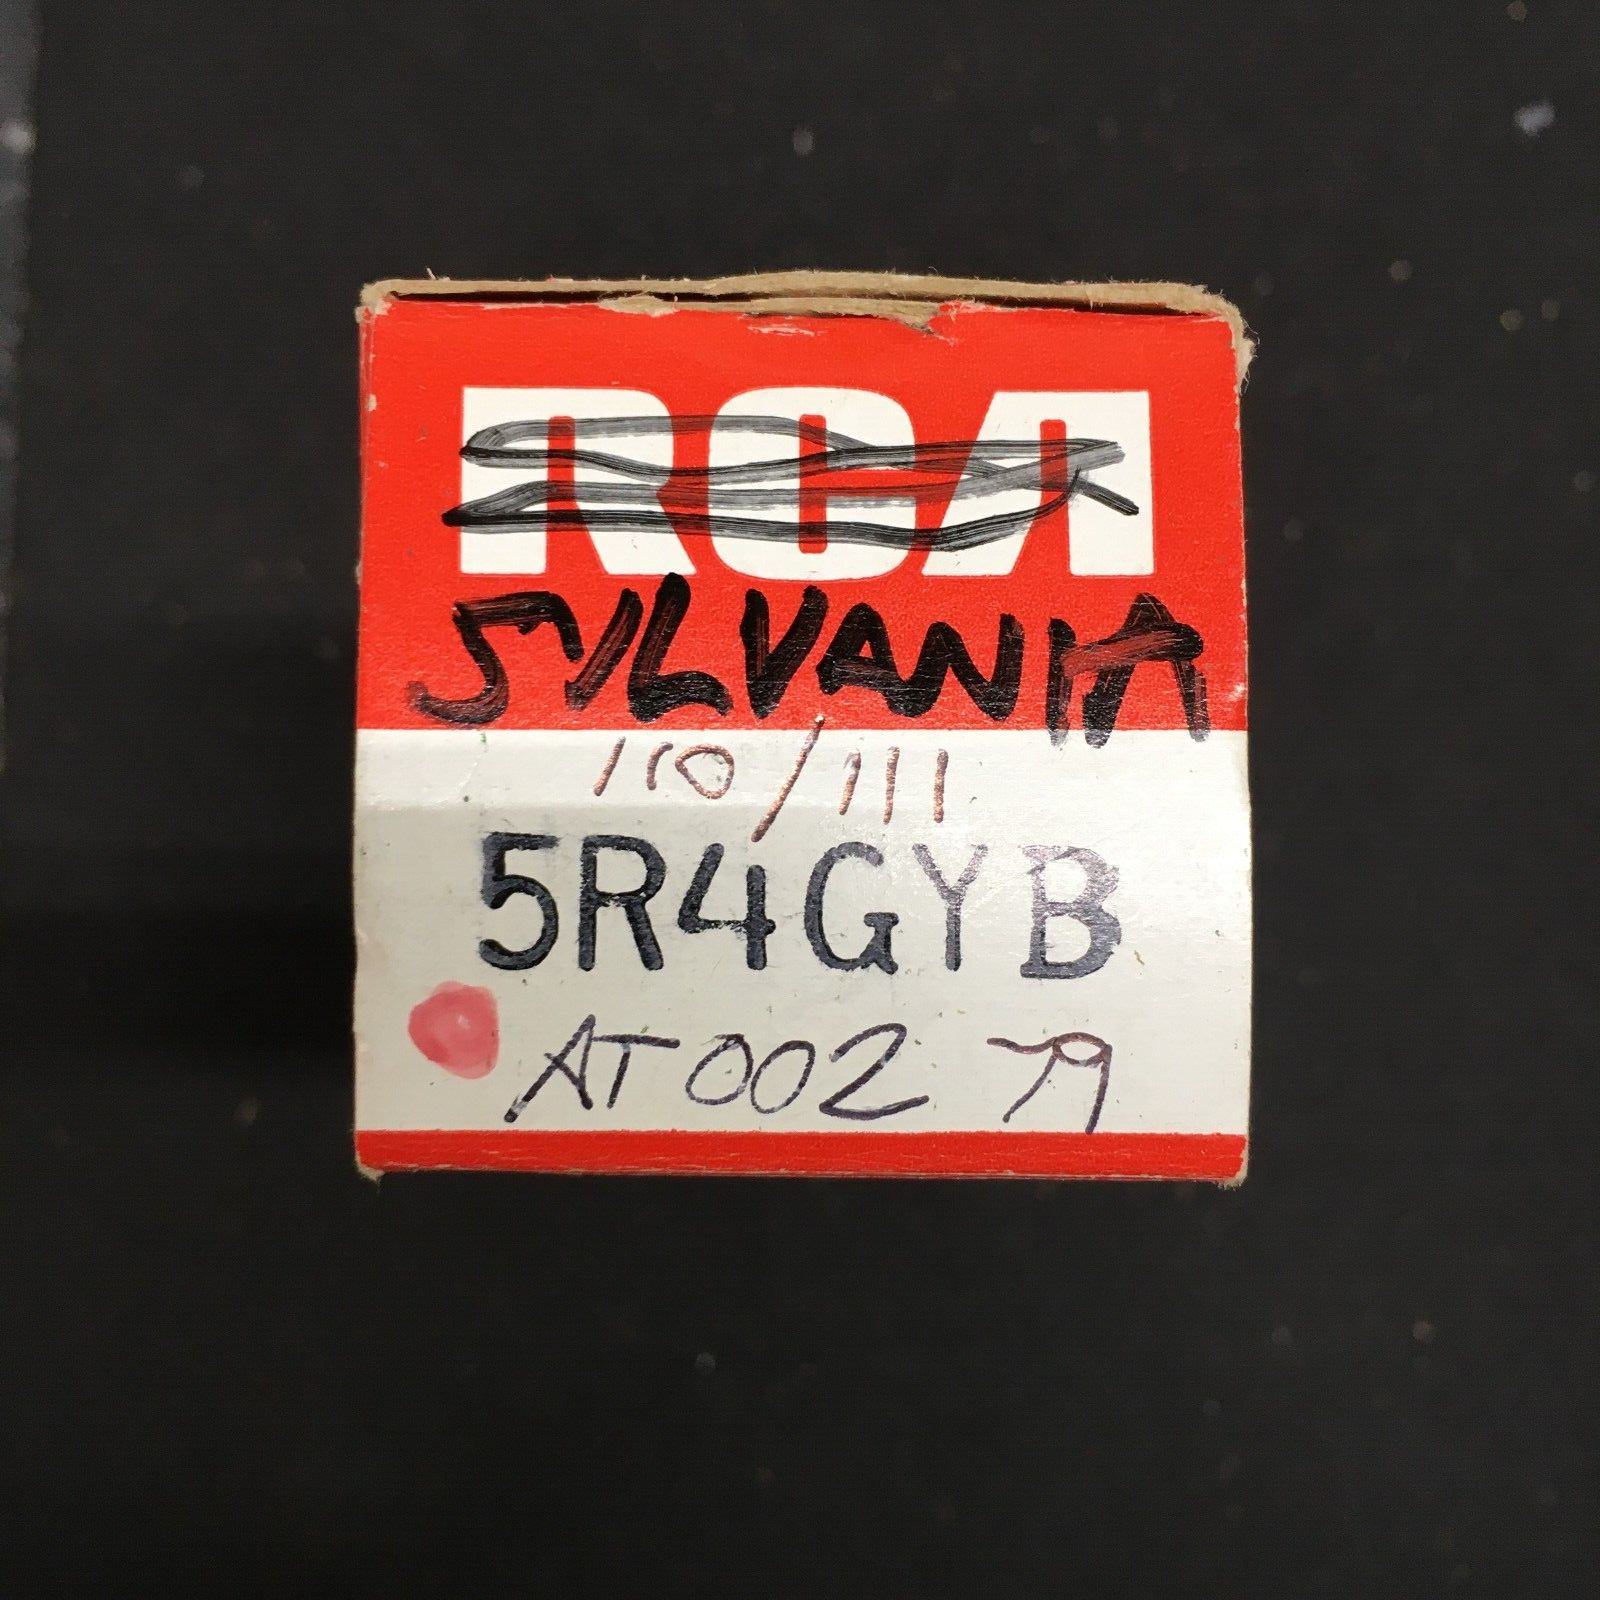 RCA
SYLVANIA
110/111
5R4GYB
AT002 79